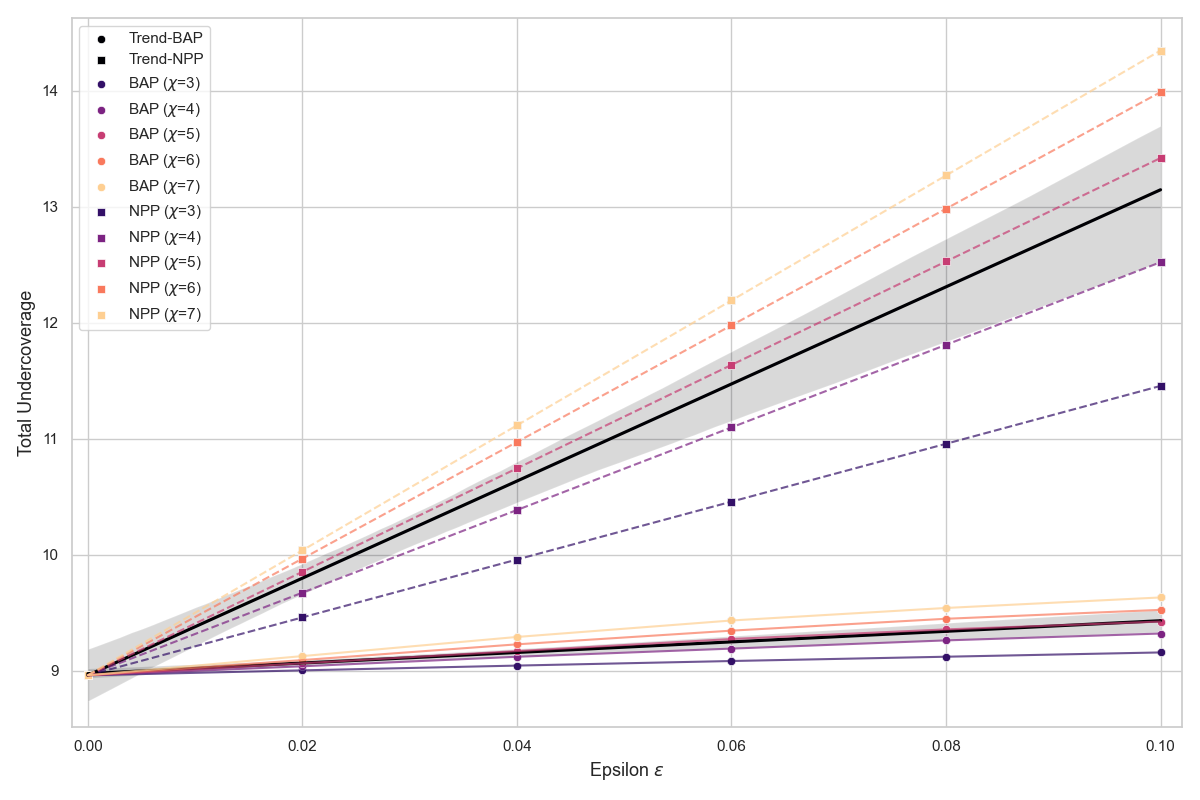 Trend-BAP
Trend-NPP
BAP (χ=3)
BAP (χ=4)
BAP (χ=5)
BAP (χ=6)
BAP (χ=7)
NPP (χ=3)
NPP (χ=4)
NPP (χ=5)
NPP (χ=6)
NPP (χ=7)
Total Undercoverage
14
13
12
11
10
9
0.00 0.02 0.04 0.06 0.08 0.10
Epsilon ε